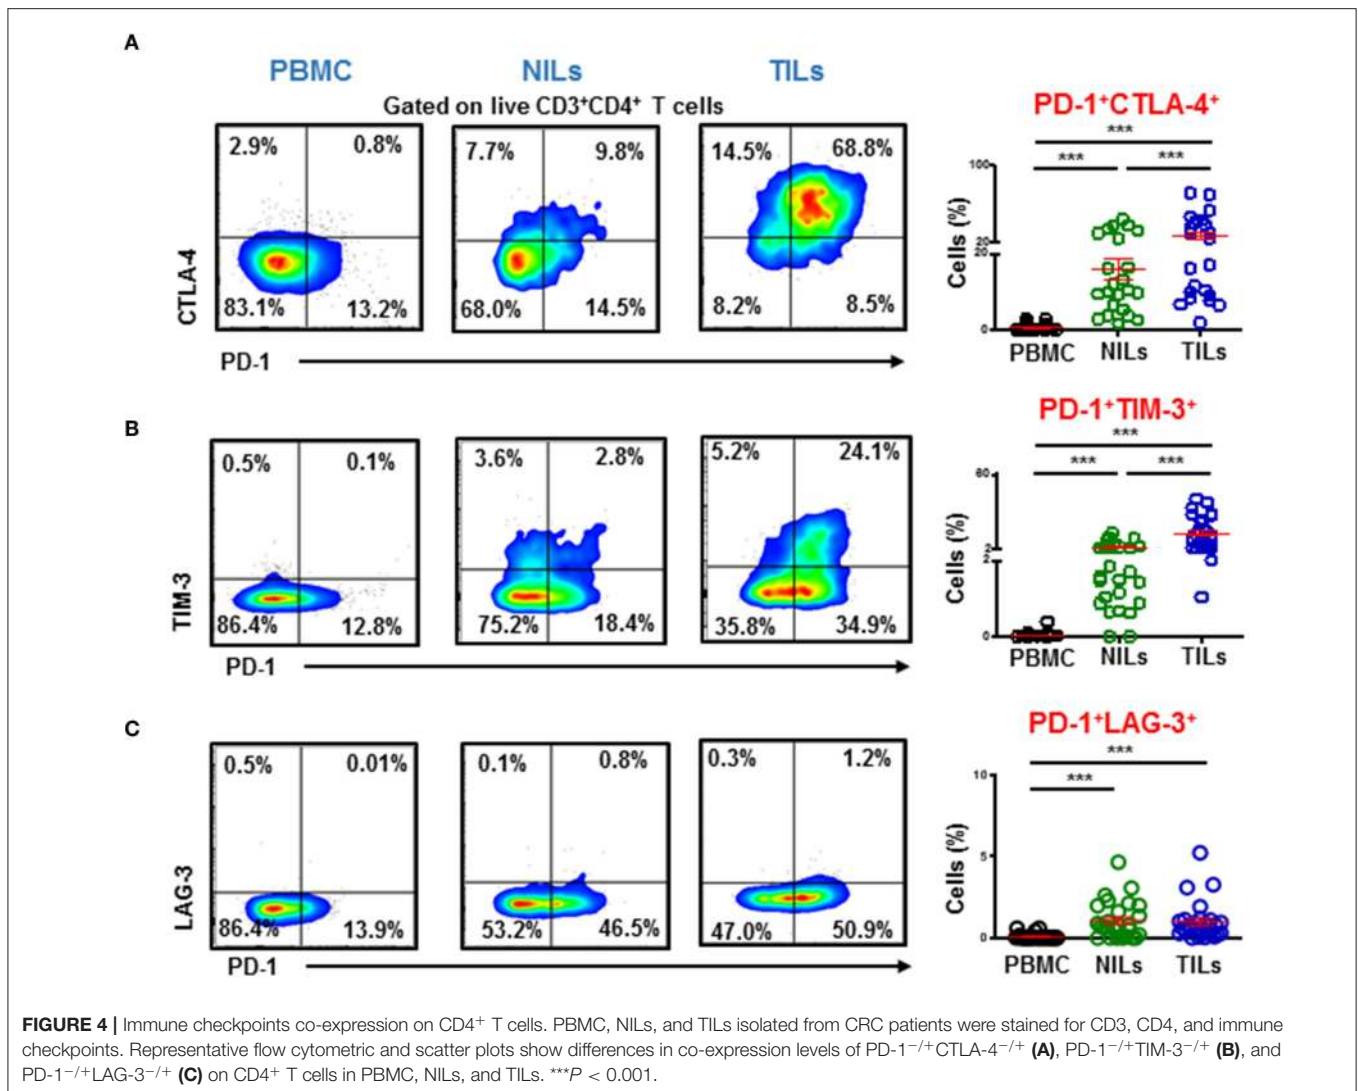 A
PBMC NILs TILs
Gated on live CD3⁺CD4⁺ T cells
2.9% 0.8%
83.1% 13.2%
7.7% 9.8%
68.0% 14.5%
14.5% 68.8%
8.2% 8.5%
CTLA-4
PD-1
PD-1⁺CTLA-4⁺
***
*** ***
Cells (%)
100
20
20
0
PBMC NILs TILs
B
0.5% 0.1%
86.4% 12.8%
3.6% 2.8%
75.2% 18.4%
5.2% 24.1%
35.8% 34.9%
TIM-3
PD-1
PD-1⁺TIM-3⁺
***
*** ***
Cells (%)
60
2
2
0
PBMC NILs TILs
C
0.5% 0.01%
86.4% 13.9%
0.1% 0.8%
53.2% 46.5%
0.3% 1.2%
47.0% 50.9%
LAG-3
PD-1
PD-1⁺LAG-3⁺
***
***
Cells (%)
10
5
0
PBMC NILs TILs
FIGURE 4 | Immune checkpoints co-expression on CD4⁺ T cells. PBMC, NILs, and TILs isolated from CRC patients were stained for CD3, CD4, and immune
checkpoints. Representative flow cytometric and scatter plots show differences in co-expression levels of PD-1⁻/⁺CTLA-4⁻/⁺ (A), PD-1⁻/⁺TIM-3⁻/⁺ (B), and
PD-1⁻/⁺LAG-3⁻/⁺ (C) on CD4⁺ T cells in PBMC, NILs, and TILs. ***P < 0.001.